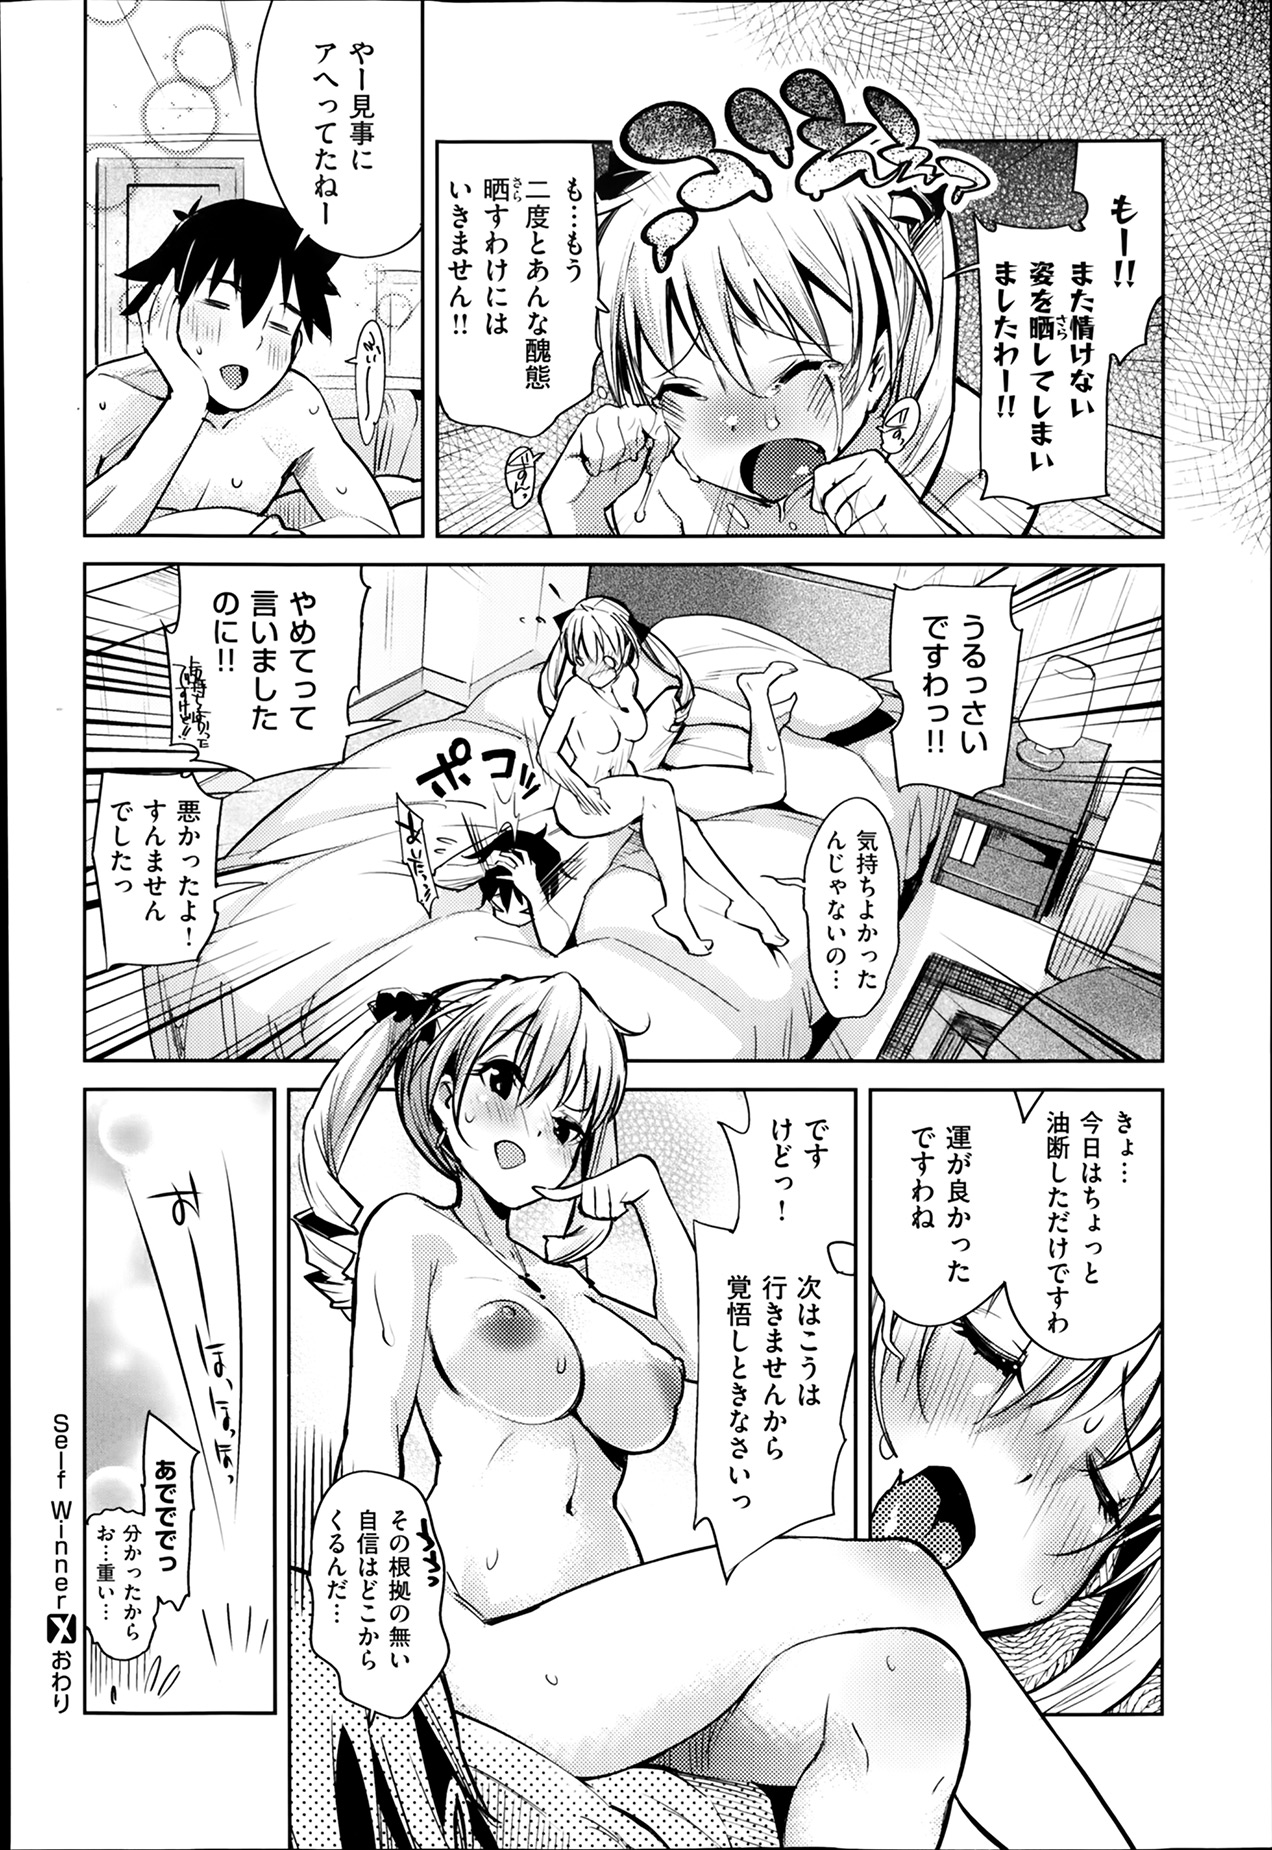 もー!!
また情けない
姿を晒してしまい
ましたわー!!
さら
も…もう
二度とあんな醜態
晒すわけには
いきません!!
さら
やー見事に
アヘってたねー
うるっさい
ですわっ!!
気持ちよかった
んじゃないの…
ポコッ
やめてって
言いました
のに!!
悪かったよ!
すんません
でしたっ
きょ…
今日はちょっと
油断しただけですわ
運が良かった
ですわね
です
けどっ!
次はこうは
行きませんから
覚悟しときなさいっ
その根拠の無い
自信はどこから
くるんだ…
お
ほ、
ほっ
あででっ
分かったから
お…重い…
Self Winner X おわり